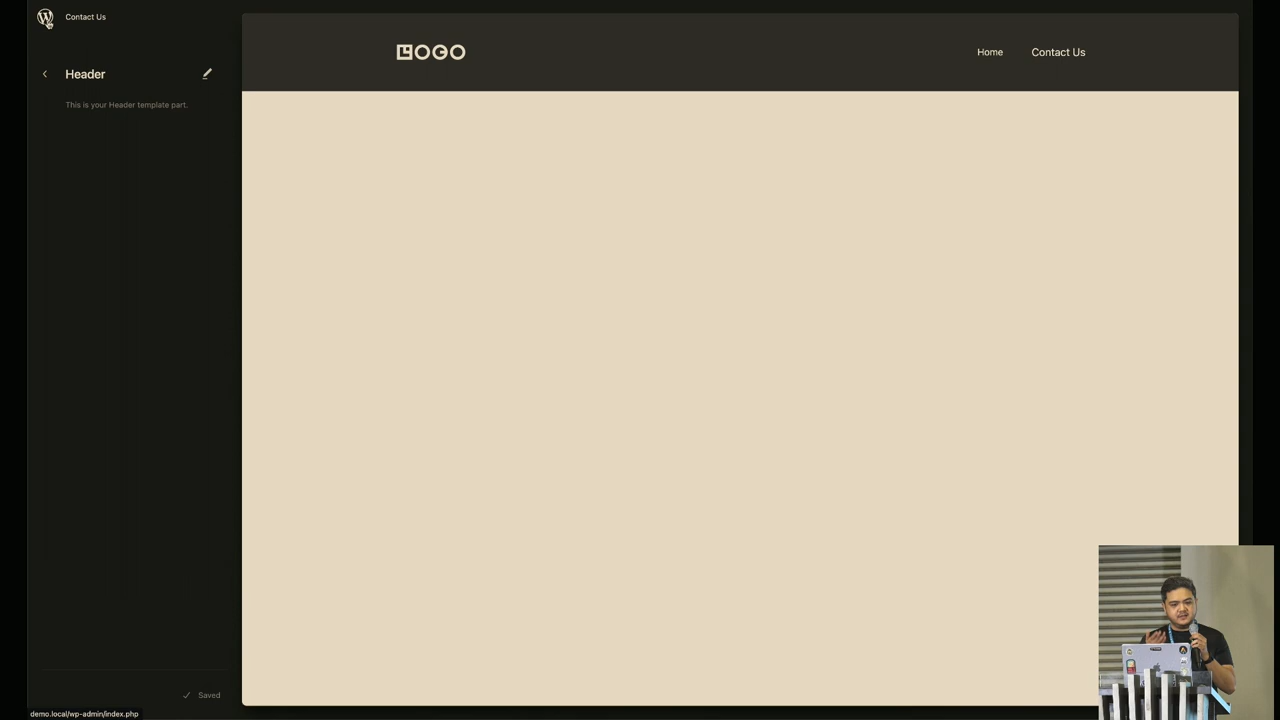 Contact Us
LOGO
Home
Contact Us
Header
This is your Header template part.
Saved
demo.local/wp-admin/index.php